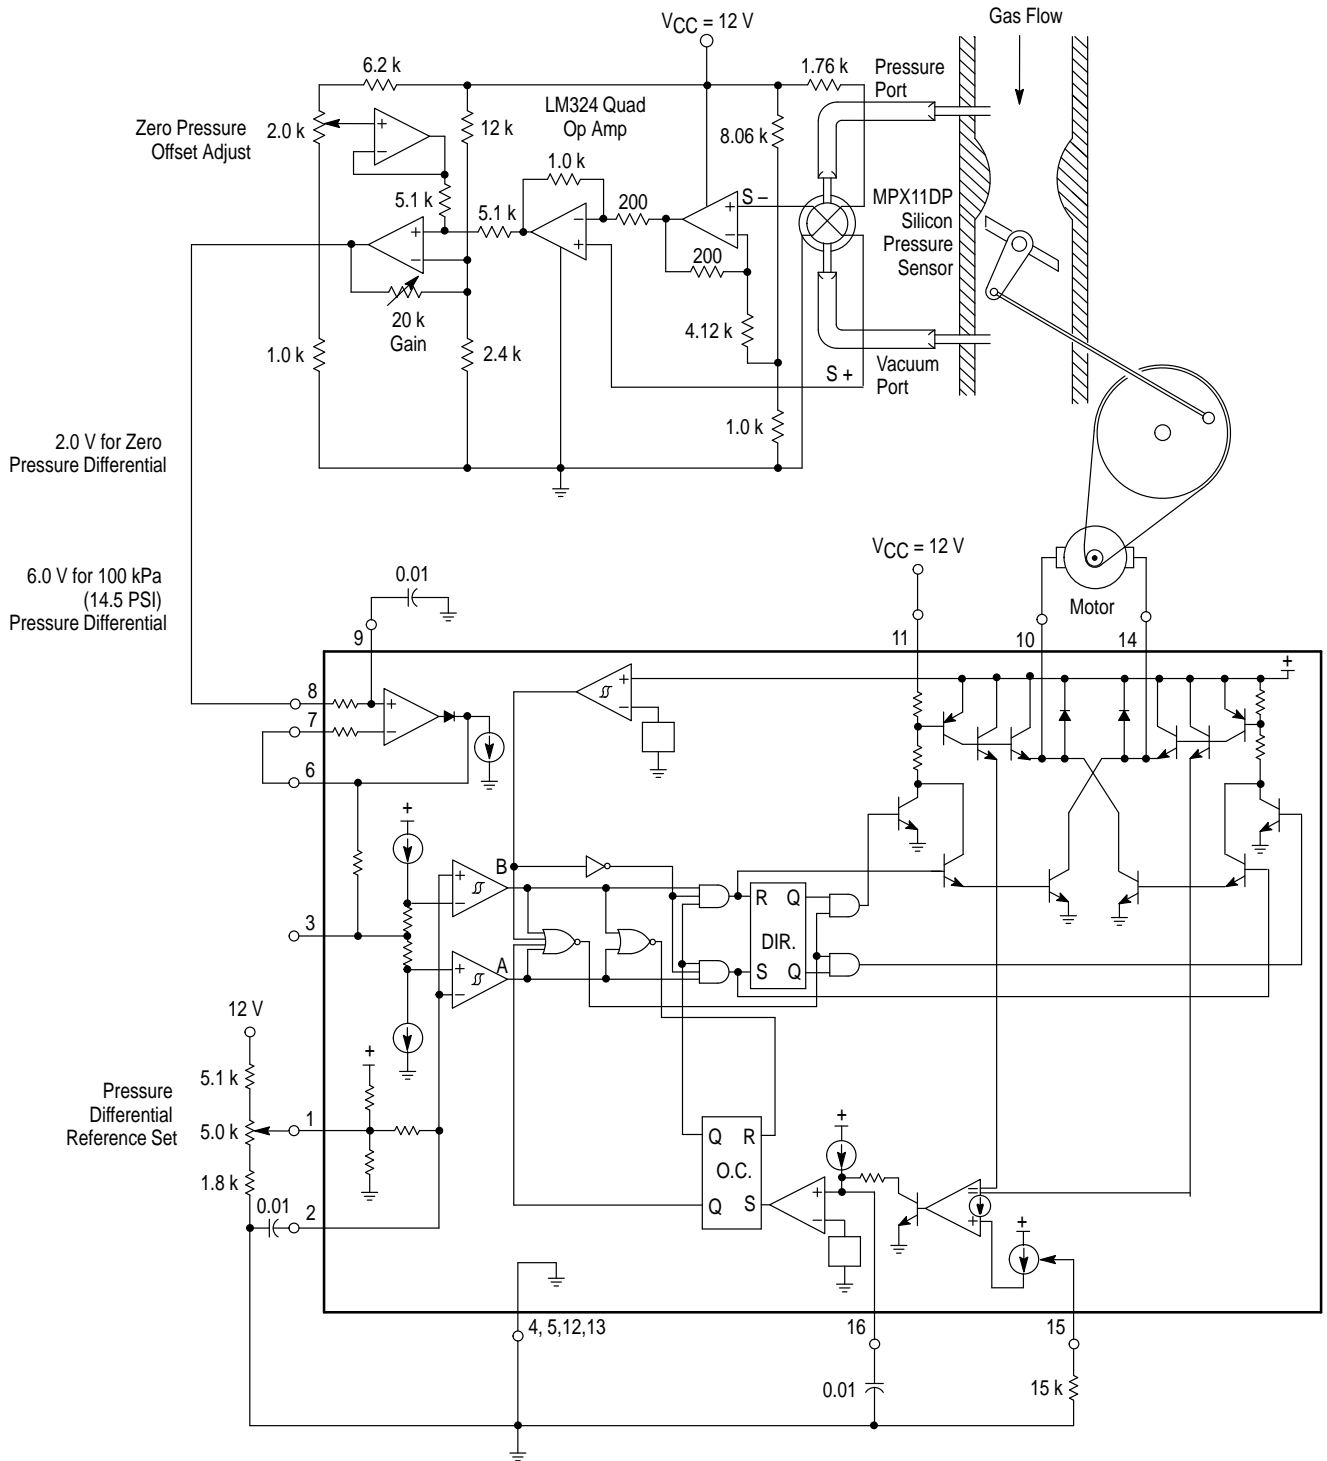 VCC = 12 V
Gas Flow
6.2 k
1.76 k
Pressure
Port
LM324 Quad
Op Amp
Zero Pressure
Offset Adjust
2.0 k
+
−
12 k
8.06 k
1.0 k
5.1 k
5.1 k
200
S −
+
−
MPX11DP
Silicon
Pressure
Sensor
+
−
−
+
200
20 k
Gain
4.12 k
1.0 k
2.4 k
Vacuum
Port
S +
1.0 k
2.0 V for Zero
Pressure Differential
VCC = 12 V
6.0 V for 100 kPa
(14.5 PSI)
Pressure Differential
0.01
Motor
9
11
10
14
+
8
+
−
7
+
−
6
+
B
+
−
R
Q
DIR.
S
Q
3
A
+
−
12 V
5.1 k
+
Pressure
Differential
Reference Set
5.0 k
1
1.8 k
0.01
2
Q
R
O.C.
Q
S
+
+
−
=
+
+
4, 5,12,13
16
15
0.01
15 k